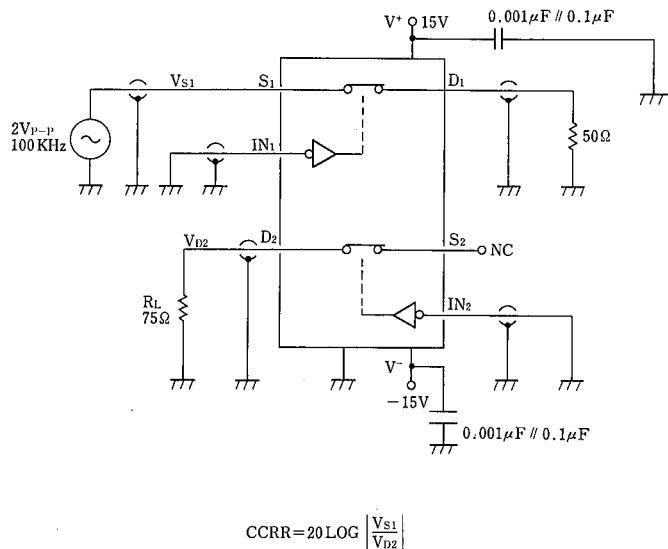 V⁺ 15V
0.001μF // 0.1μF
VS1 S1 D1
2VP-P
100KHz
IN1
50Ω
VD2 D2 S2 NC
RL
75Ω
IN2
V⁻
−15V
0.001μF // 0.1μF
CCRR=20 LOG |VS1/VD2|